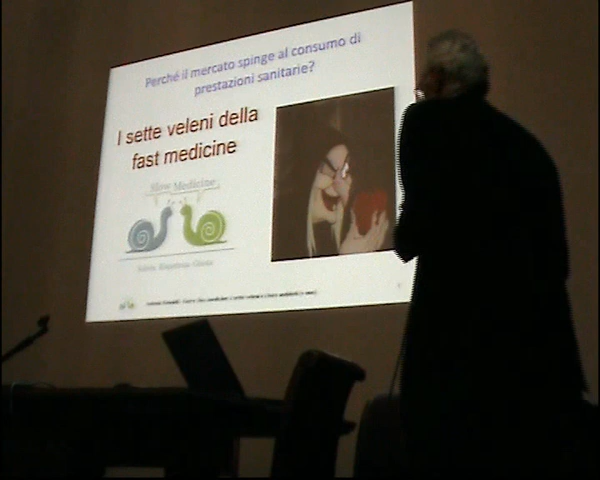 Perché il mercato spinge al consumo di
prestazioni sanitarie?
I sette veleni della
fast medicine
Slow Medicine